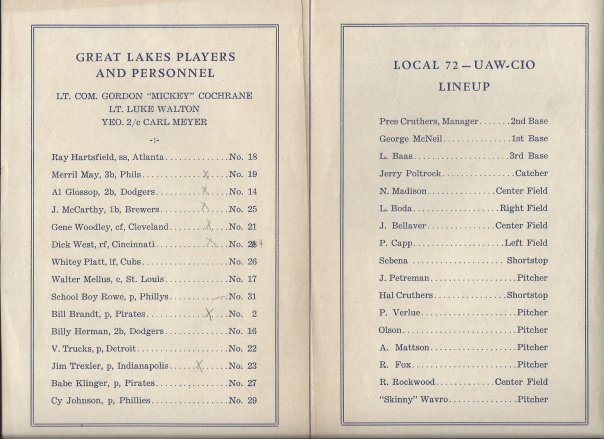 GREAT LAKES PLAYERS
AND PERSONNEL
LT. COM. GORDON "MICKEY" COCHRANE
LT. LUKE WALTON
YEO. 2/c CARL MEYER
-:-
Ray Hartsfield, ss, Atlanta..............No. 18
Merril May, 3b, Phils....................No. 19
Al Glossop, 2b, Dodgers..................No. 14
J. McCarthy, 1b, Brewers.................No. 25
Gene Woodley, cf, Cleveland..............No. 21
Dick West, rf, Cincinnati................No. 24
Whitey Platt, lf, Cubs...................No. 26
Walter Mellus, c, St. Louis..............No. 17
School Boy Rowe, p, Phillys..............No. 31
Bill Brandt, p, Pirates..................No. 2
Billy Herman, 2b, Dodgers................No. 16
V. Trucks, p, Detroit....................No. 22
Jim Trexler, p, Indianapolis.............No. 23
Babe Klinger, p, Pirates.................No. 27
Cy Johnson, p, Phillies..................No. 29
LOCAL 72 — UAW-CIO
LINEUP
Pres Cruthers, Manager.......2nd Base
George McNeil................1st Base
L. Baas......................3rd Base
Jerry Poltrock...............Catcher
N. Madison...............Center Field
L. Boda...................Right Field
J. Bellaver..............Center Field
P. Capp....................Left Field
Sebena .....................Shortstop
J. Petreman...................Pitcher
Hal Cruthers................Shortstop
P. Verlue.....................Pitcher
Olson.........................Pitcher
A. Mattson....................Pitcher
R. Fox........................Pitcher
R. Rockwood..............Center Field
"Skinny" Wavro................Pitcher